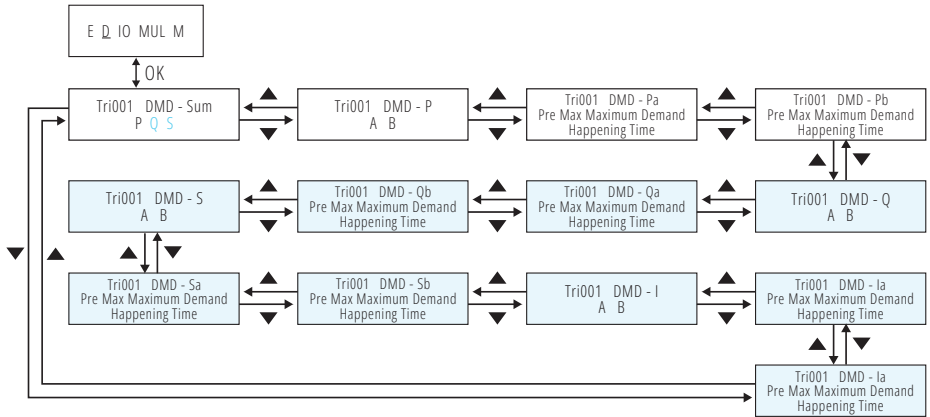 E D IO MUL M
OK
Tri001 DMD - Sum
P Q S
Tri001 DMD - P
A B
Tri001 DMD - Pa
Pre Max Maximum Demand
Happening Time
Tri001 DMD - Pb
Pre Max Maximum Demand
Happening Time
Tri001 DMD - S
A B
Tri001 DMD - Qb
Pre Max Maximum Demand
Happening Time
Tri001 DMD - Qa
Pre Max Maximum Demand
Happening Time
Tri001 DMD - Q
A B
Tri001 DMD - Sa
Pre Max Maximum Demand
Happening Time
Tri001 DMD - Sb
Pre Max Maximum Demand
Happening Time
Tri001 DMD - I
A B
Tri001 DMD - Ia
Pre Max Maximum Demand
Happening Time
Tri001 DMD - Ia
Pre Max Maximum Demand
Happening Time